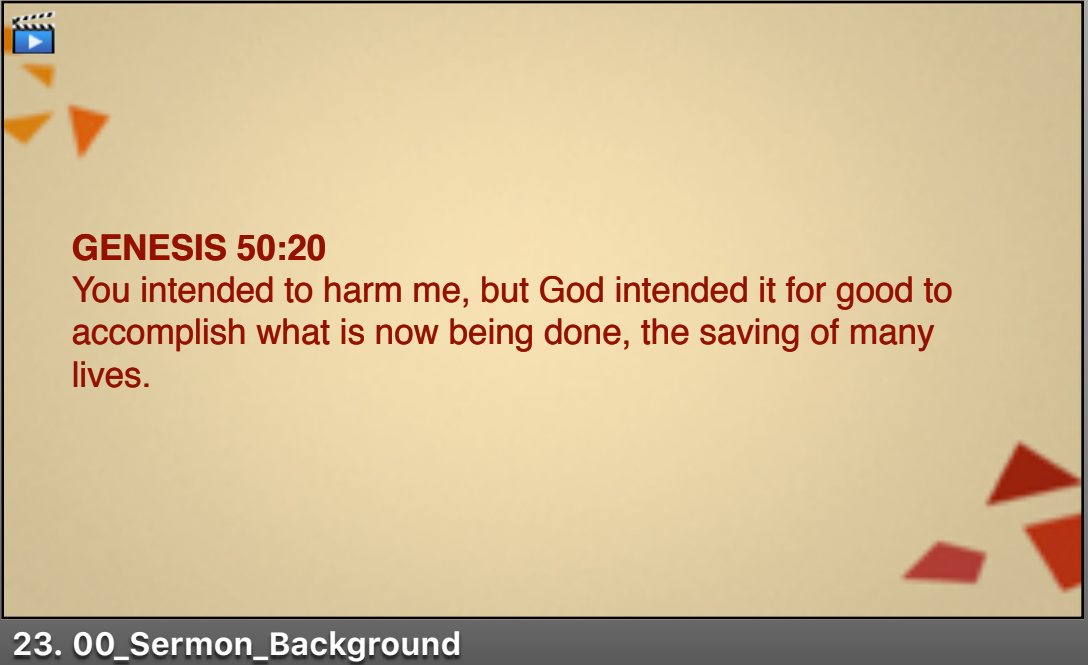 GENESIS 50:20
You intended to harm me, but God intended it for good to
accomplish what is now being done, the saving of many
lives.
23. 00_Sermon_Background